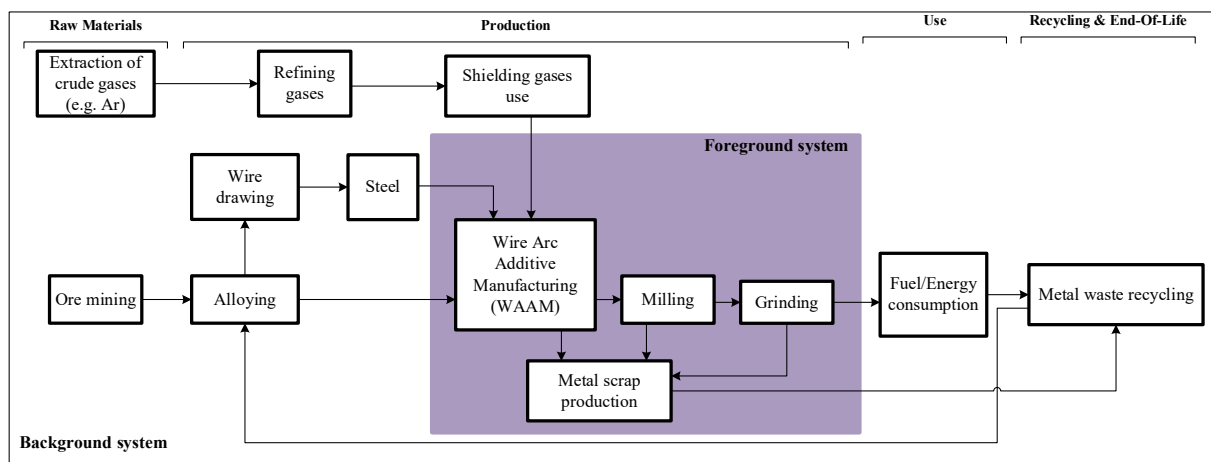 Raw Materials
Production
Use
Recycling & End-Of-Life
Extraction of
crude gases
(e.g. Ar)
Refining
gases
Shielding gases
use
Foreground system
Wire
drawing
Steel
Wire Arc
Additive
Manufacturing
(WAAM)
Ore mining
Alloying
Milling
Grinding
Fuel/Energy
consumption
Metal waste recycling
Metal scrap
production
Background system